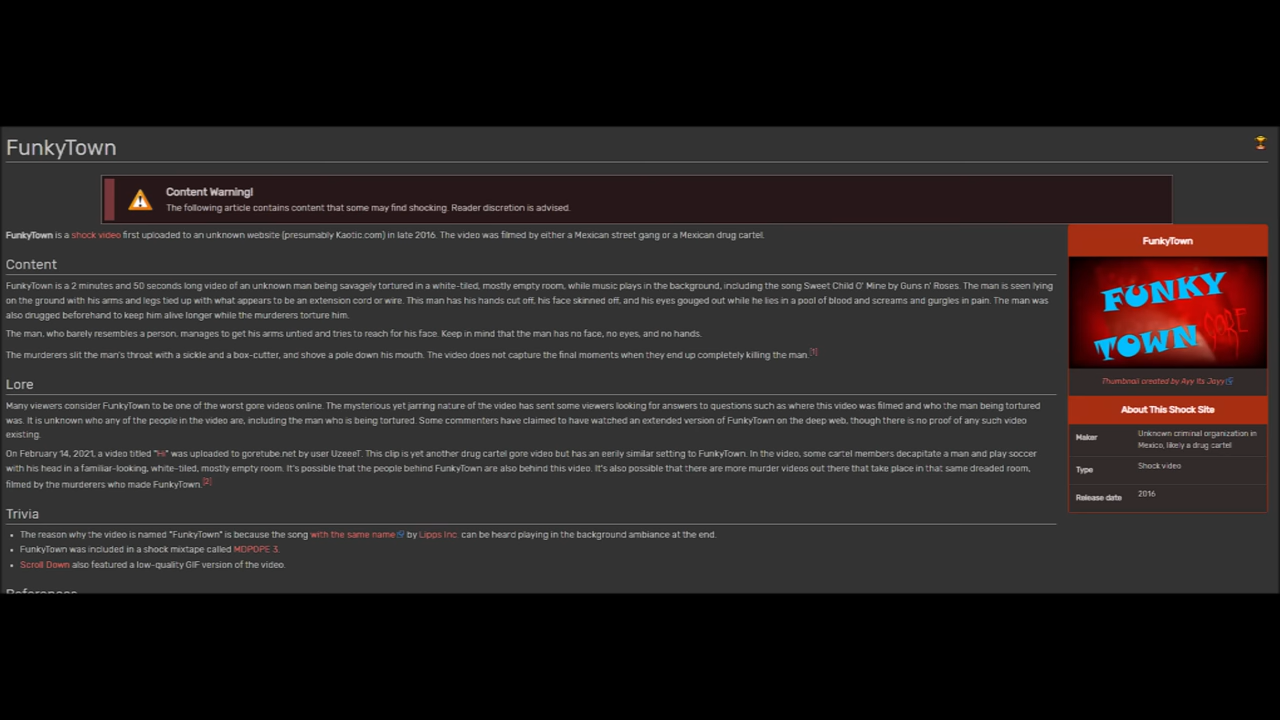 FunkyTown
Content Warning!
The following article contains content that some may find shocking. Reader discretion is advised.
FunkyTown is a shock video first uploaded to an unknown website (presumably Kaotic.com) in late 2016. The video was filmed by either a Mexican street gang or a Mexican drug cartel.
Content
FunkyTown is a 2 minutes and 50 seconds long video of an unknown man being savagely tortured in a white-tiled, mostly empty room, while music plays in the background, including the song Sweet Child O' Mine by Guns n' Roses. The man is seen lying
on the ground with his arms and legs tied up with what appears to be an extension cord or wire. This man has his hands cut off, his face skinned off, and his eyes gouged out while he lies in a pool of blood and screams and gurgles in pain. The man was
also drugged beforehand to keep him alive longer while the murderers torture him.
The man, who barely resembles a person, manages to get his arms untied and tries to reach for his face. Keep in mind that the man has no face, no eyes, and no hands.
The murderers slit the man's throat with a sickle and a box-cutter, and shove a pole down his mouth. The video does not capture the final moments when they end up completely killing the man.[1]
Lore
Many viewers consider FunkyTown to be one of the worst gore videos online. The mysterious yet jarring nature of the video has sent some viewers looking for answers to questions such as where this video was filmed and who the man being tortured
was. It is unknown who any of the people in the video are, including the man who is being tortured. Some commenters have claimed to have watched an extended version of FunkyTown on the deep web, though there is no proof of any such video
existing.
On February 14, 2021, a video titled "Hi" was uploaded to goretube.net by user UzeeeT. This clip is yet another drug cartel gore video but has an eerily similar setting to FunkyTown. In the video, some cartel members decapitate a man and play soccer
with his head in a familiar-looking, white-tiled, mostly empty room. It's possible that the people behind FunkyTown are also behind this video. It's also possible that there are more murder videos out there that take place in that same dreaded room,
filmed by the murderers who made FunkyTown.[2]
Trivia
• The reason why the video is named "FunkyTown" is because the song with the same name by Lipps Inc. can be heard playing in the background ambiance at the end.
• FunkyTown was included in a shock mixtape called MDPDPE 3.
• Scroll Down also featured a low-quality GIF version of the video.
References
FunkyTown
FUNKY
TOWN GORE
Thumbnail created by Ayy Its Jayy
About This Shock Site
Maker Unknown criminal organization in
Mexico, likely a drug cartel
Type Shock video
Release date 2016